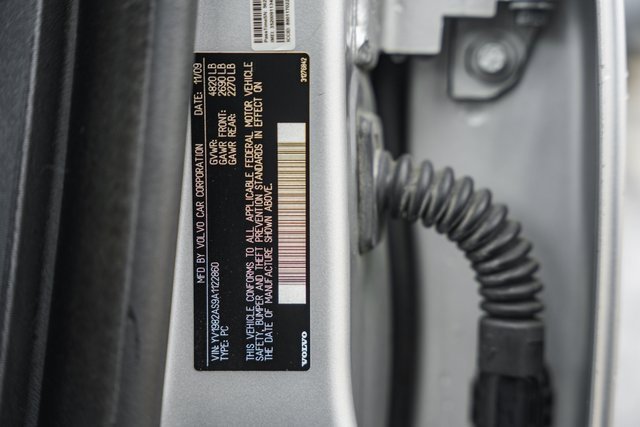 MFD BY VOLVO CAR CORPORATION DATE: 11/09
GVWR: 4820 LB
GAWR FRONT: 2690 LB
GAWR REAR: 2270 LB
VIN: YV1982AS9A1122860
TYPE: PC
THIS VEHICLE CONFORMS TO ALL APPLICABLE FEDERAL MOTOR VEHICLE
SAFETY, BUMPER AND THEFT PREVENTION STANDARDS IN EFFECT ON
DATE OF MANUFACTURE SHOWN ABOVE.
VOLVO